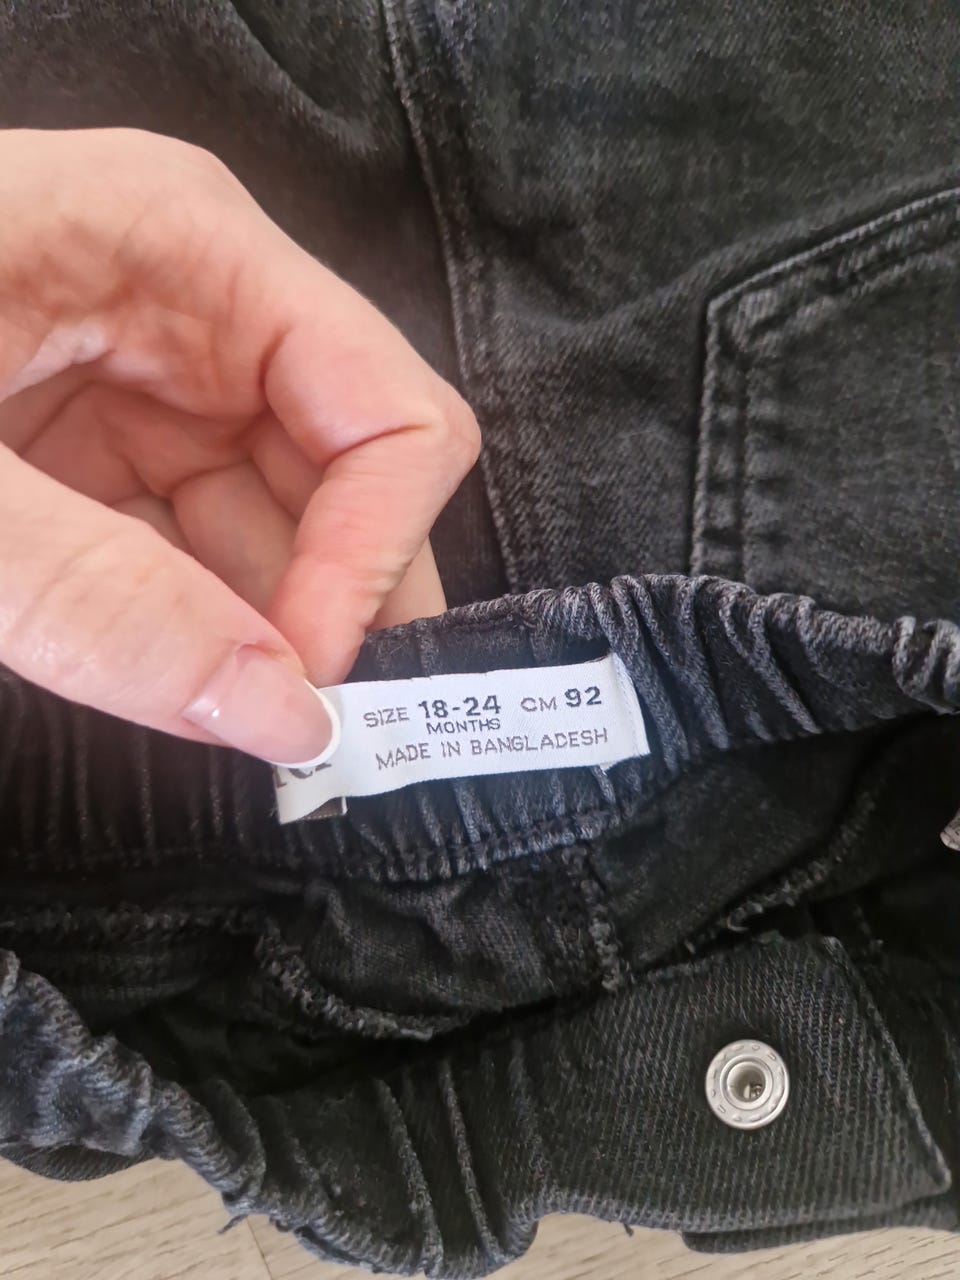 SIZE 18-24 CM 92
MONTHS
MADE IN BANGLADESH